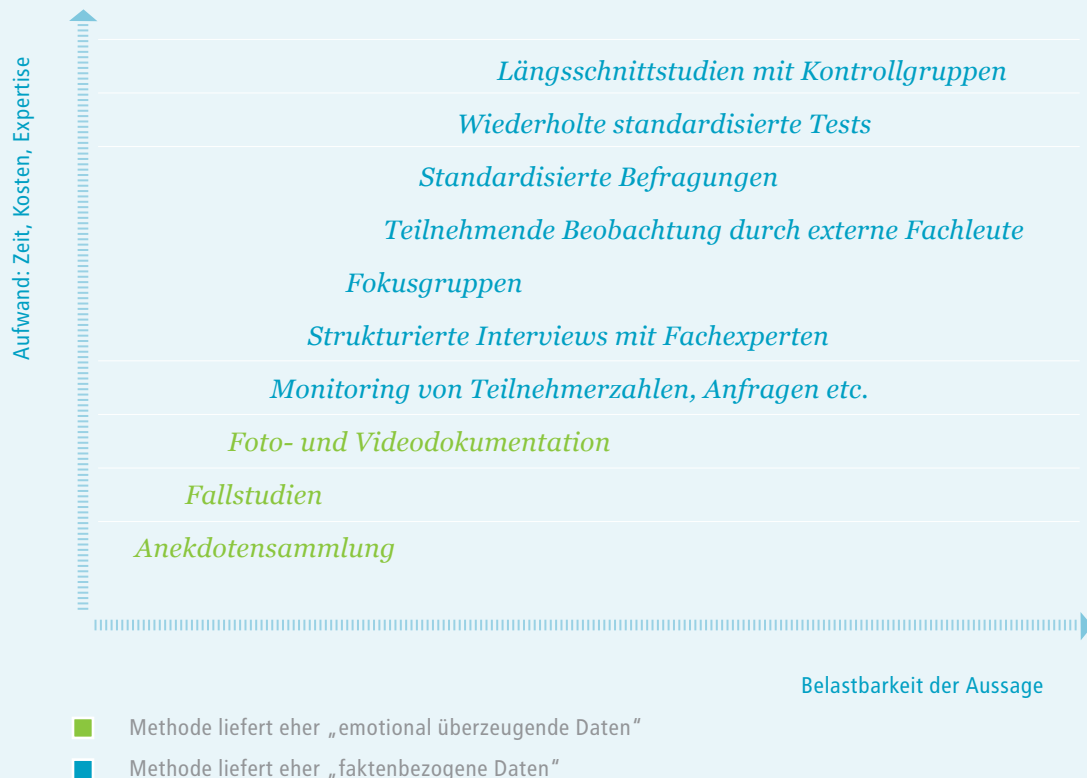 Aufwand: Zeit, Kosten, Expertise
Längsschnittstudien mit Kontrollgruppen
Wiederholte standardisierte Tests
Standardisierte Befragungen
Teilnehmende Beobachtung durch externe Fachleute
Fokusgruppen
Strukturierte Interviews mit Fachexperten
Monitoring von Teilnehmerzahlen, Anfragen etc.
Foto- und Videodokumentation
Fallstudien
Anekdotensammlung
Belastbarkeit der Aussage
Methode liefert eher „emotional überzeugende Daten“
Methode liefert eher „faktenbezogene Daten“